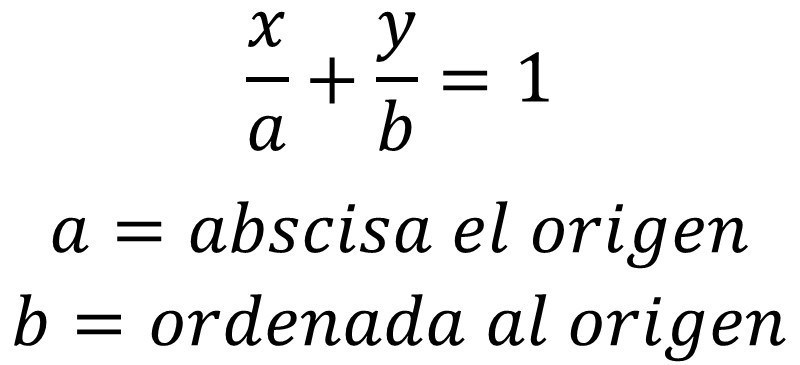 x/a + y/b = 1
a = abscisa el origen
b = ordenada al origen